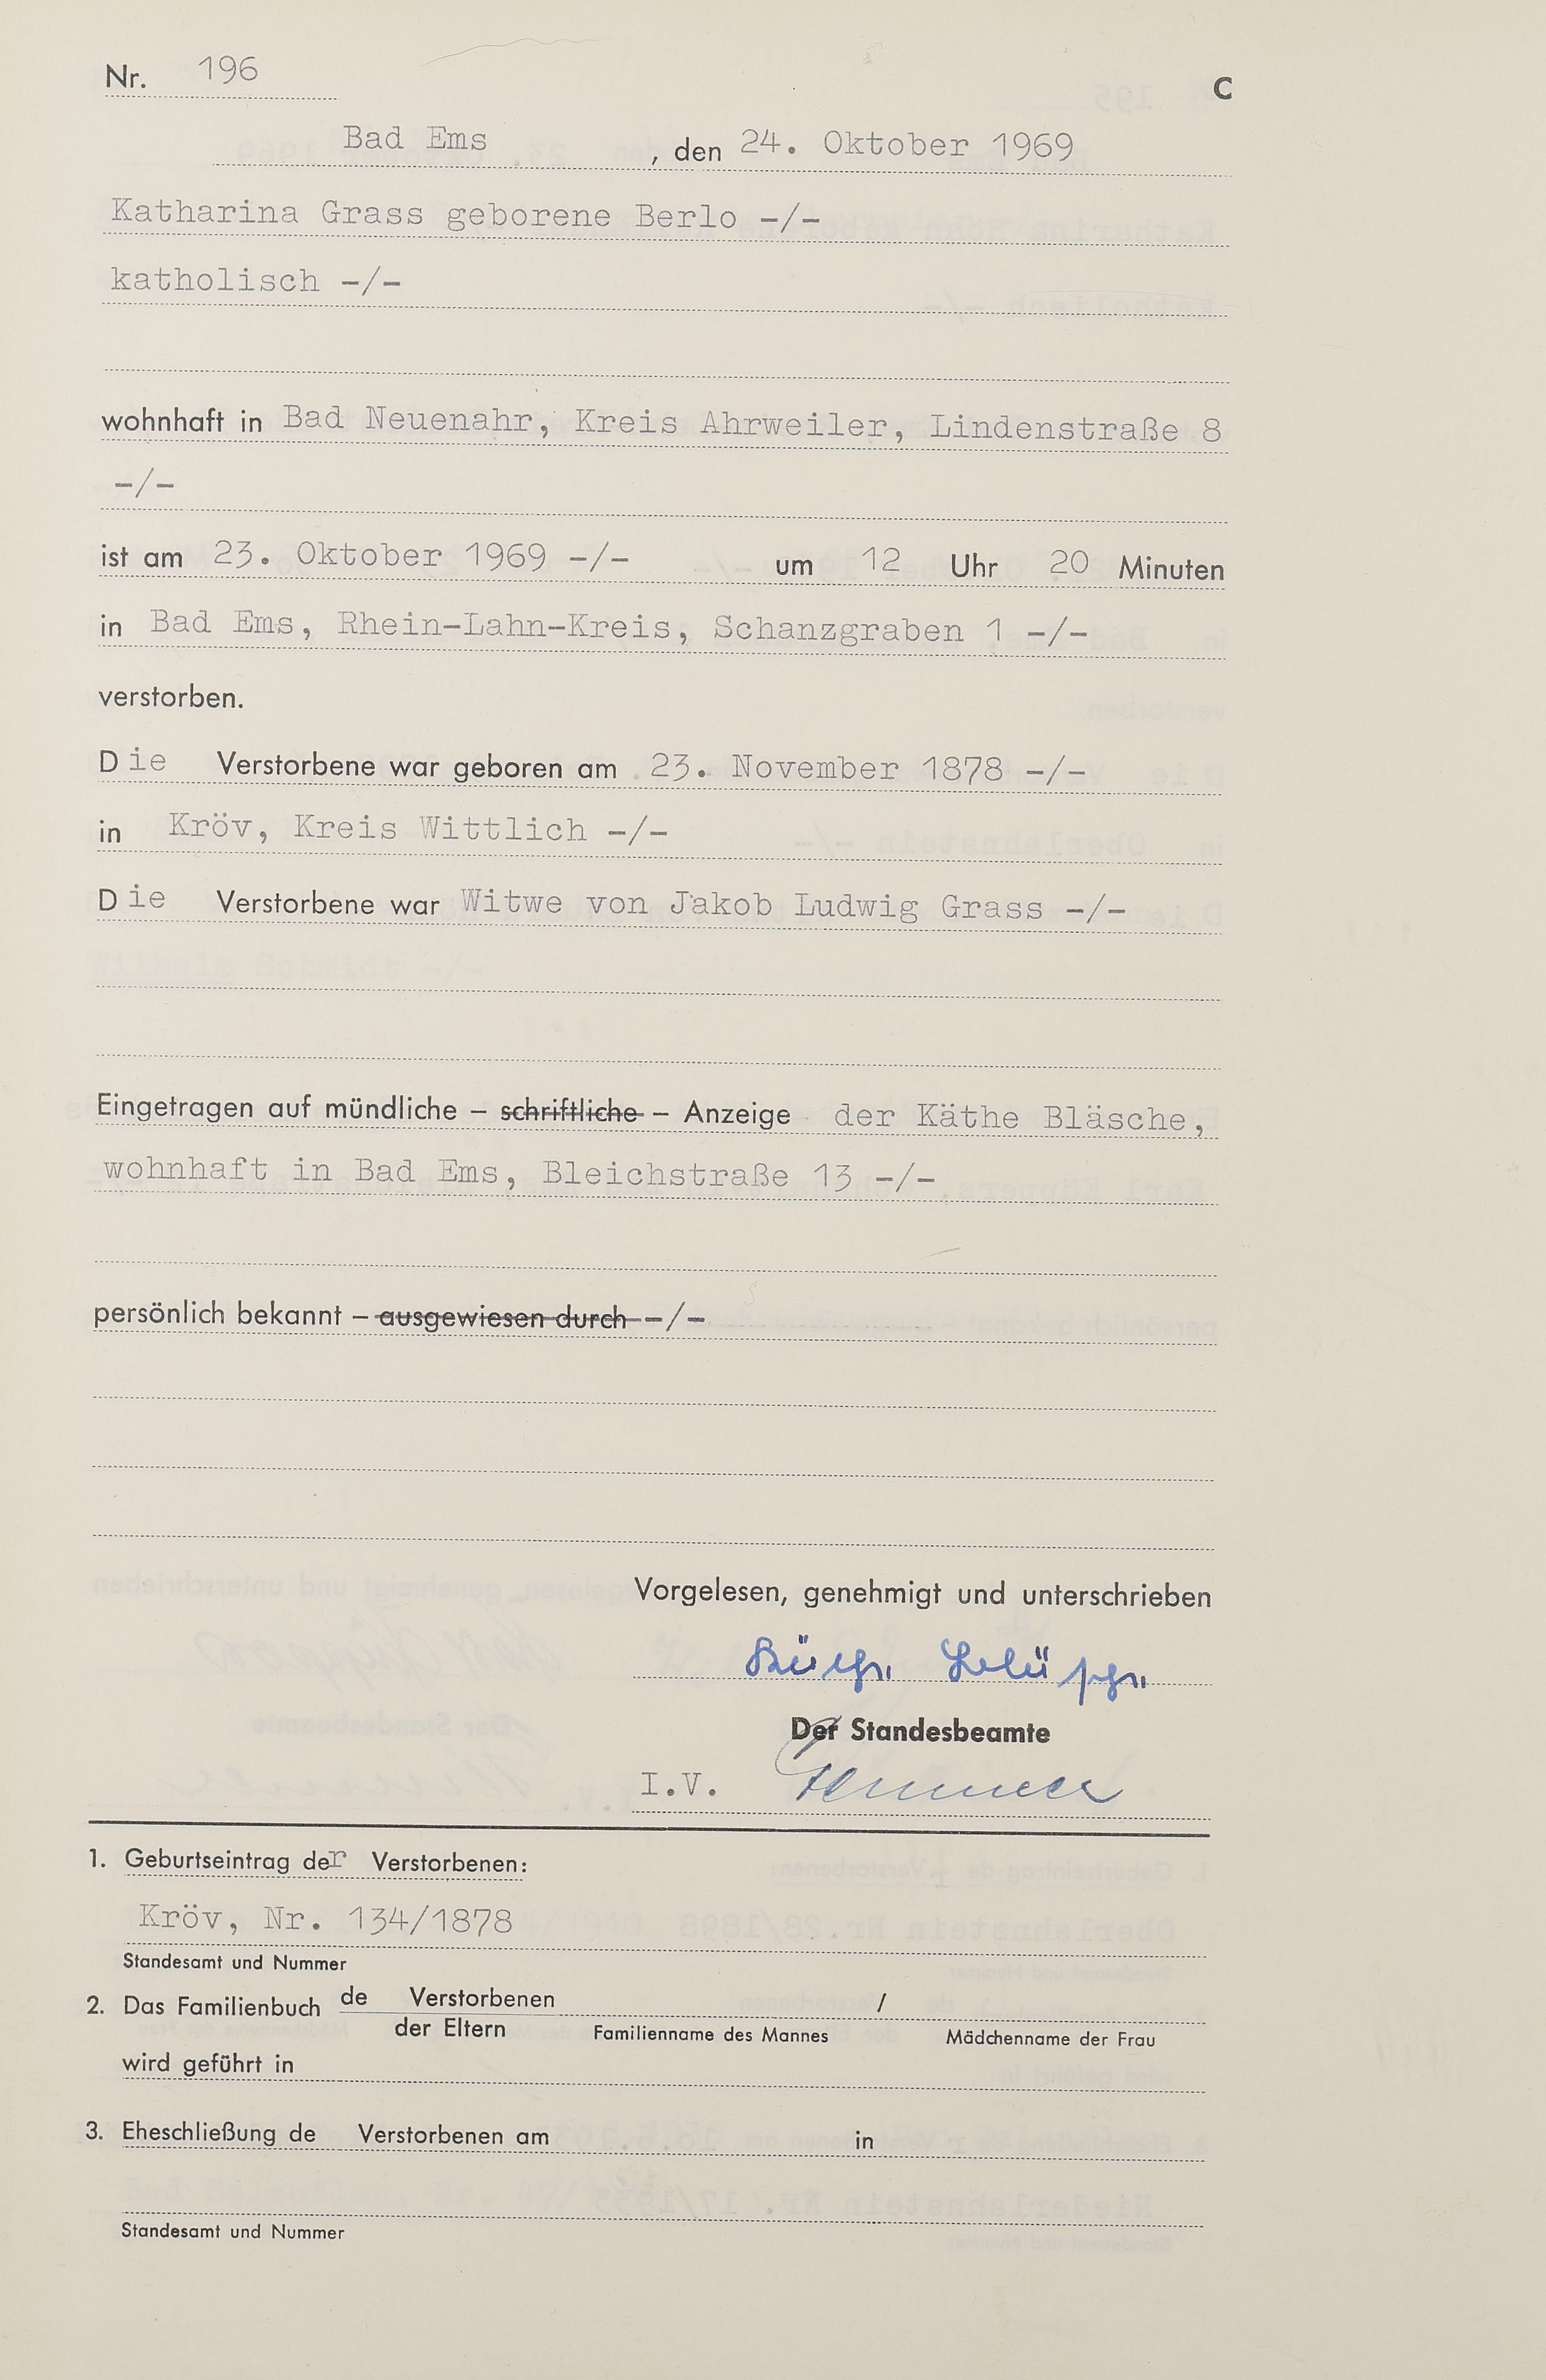 Nr. 196 C
Bad Ems , den 24. Oktober 1969
Katharina Grass geborene Berlo -/-
katholisch -/-
wohnhaft in Bad Neuenahr, Kreis Ahrweiler, Lindenstraße 8
-/-
ist am 23. Oktober 1969 -/- um 12 Uhr 20 Minuten
in Bad Ems, Rhein-Lahn-Kreis, Schanzgraben 1 -/-
verstorben.
Die Verstorbene war geboren am 23. November 1878 -/-
in Kröv, Kreis Wittlich -/-
Die Verstorbene war Witwe von Jakob Ludwig Grass -/-
Eingetragen auf mündliche – schriftliche – Anzeige der Käthe Bläsche,
wohnhaft in Bad Ems, Bleichstraße 13 -/-
persönlich bekannt – ausgewiesen durch -/-
Vorgelesen, genehmigt und unterschrieben
Der Standesbeamte
I.V.
1. Geburtseintrag der Verstorbenen:
Kröv, Nr. 134/1878
Standesamt und Nummer
2. Das Familienbuch de Verstorbenen /
der Eltern Familienname des Mannes Mädchenname der Frau
wird geführt in
3. Eheschließung de Verstorbenen am in
Standesamt und Nummer